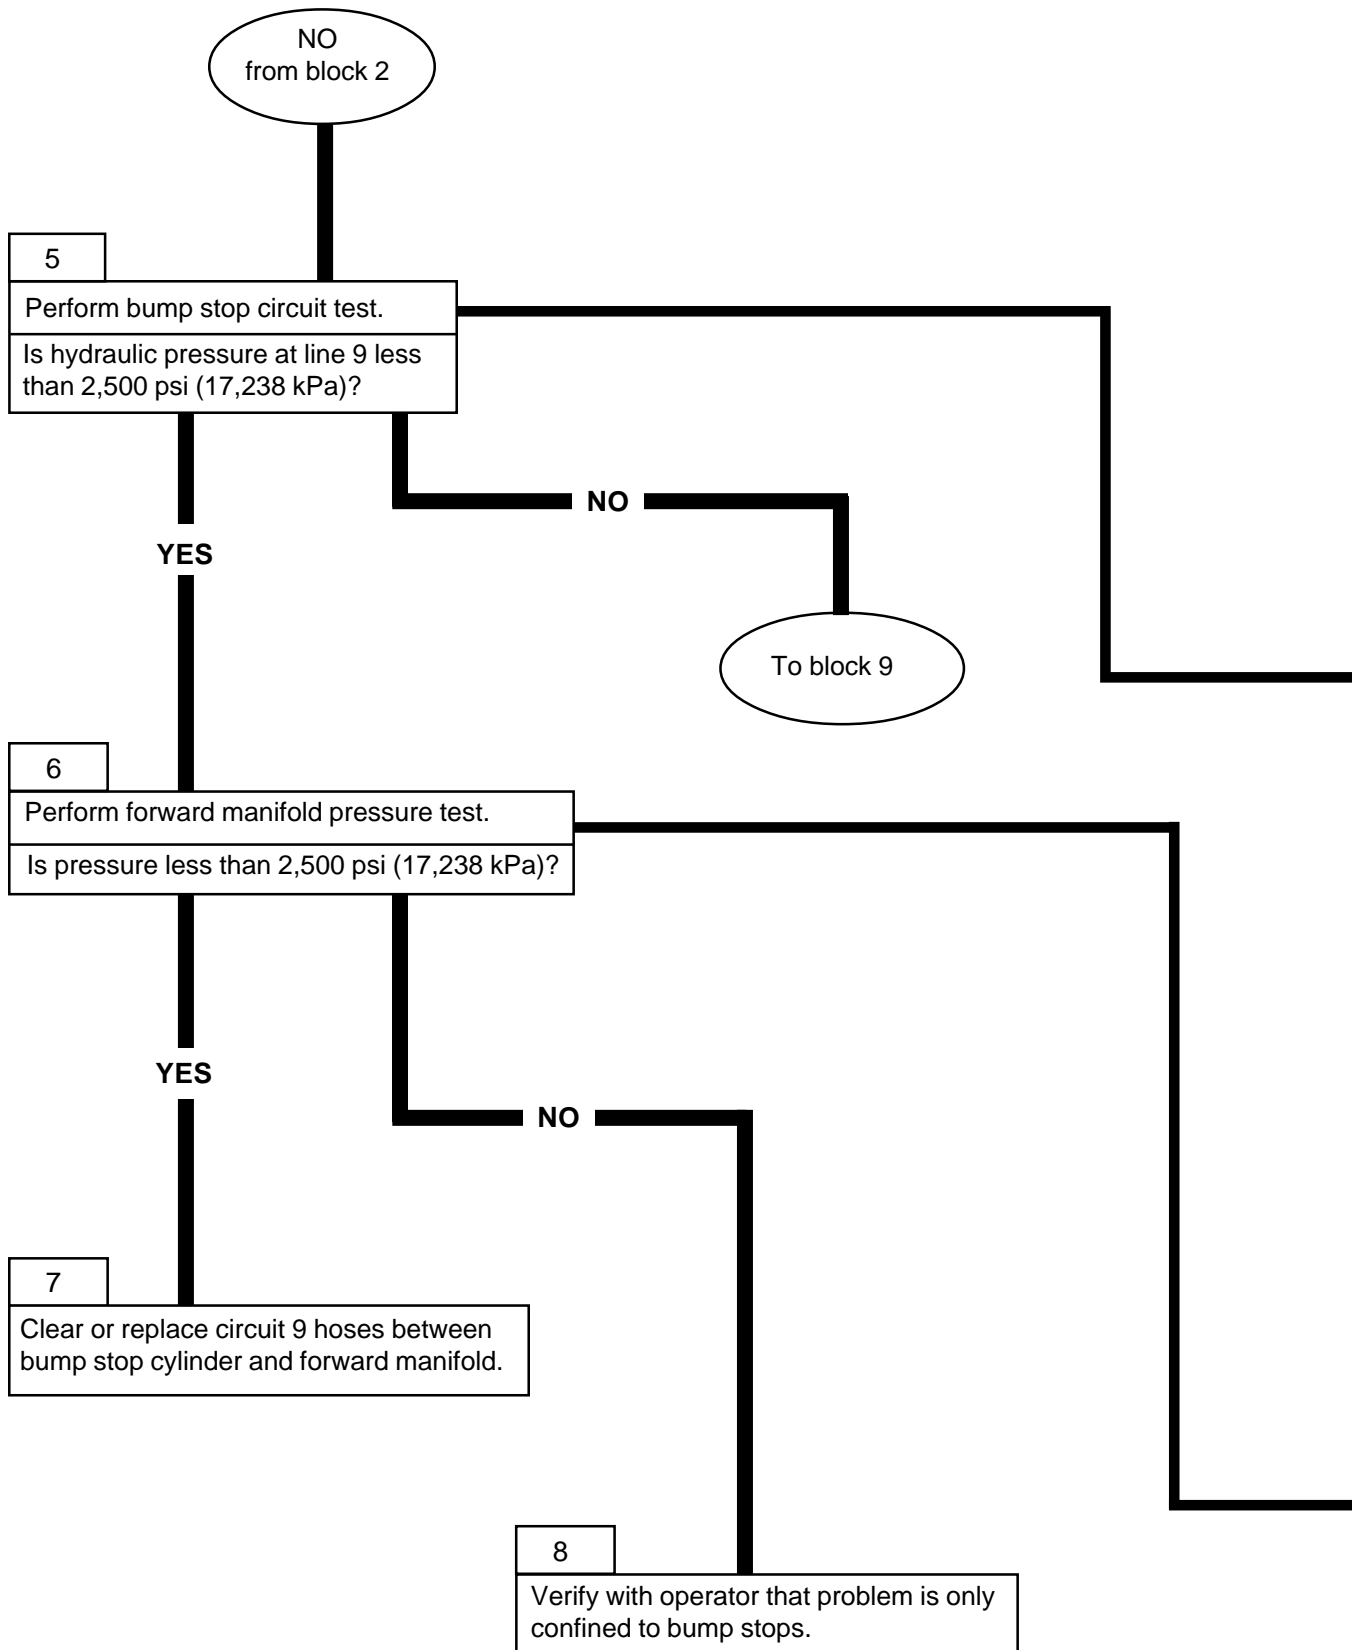 NO
from block 2
5
Perform bump stop circuit test.
Is hydraulic pressure at line 9 less
than 2,500 psi (17,238 kPa)?
NO
YES
To block 9
6
Perform forward manifold pressure test.
Is pressure less than 2,500 psi (17,238 kPa)?
YES
NO
7
Clear or replace circuit 9 hoses between
bump stop cylinder and forward manifold.
8
Verify with operator that problem is only
confined to bump stops.